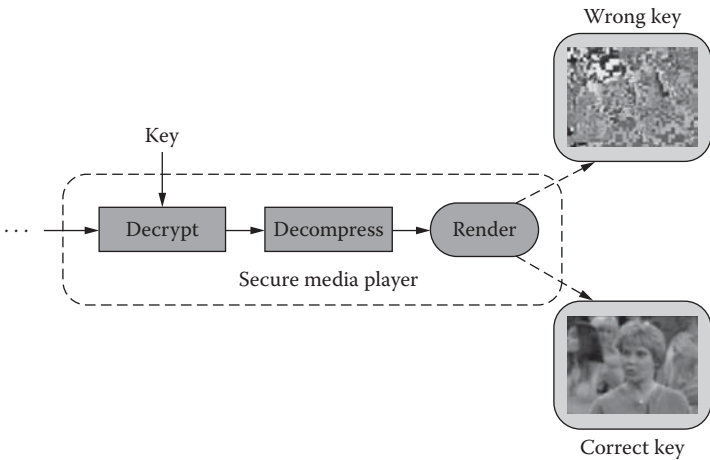 Wrong key
Key
...
Decrypt
Decompress
Render
Secure media player
Correct key